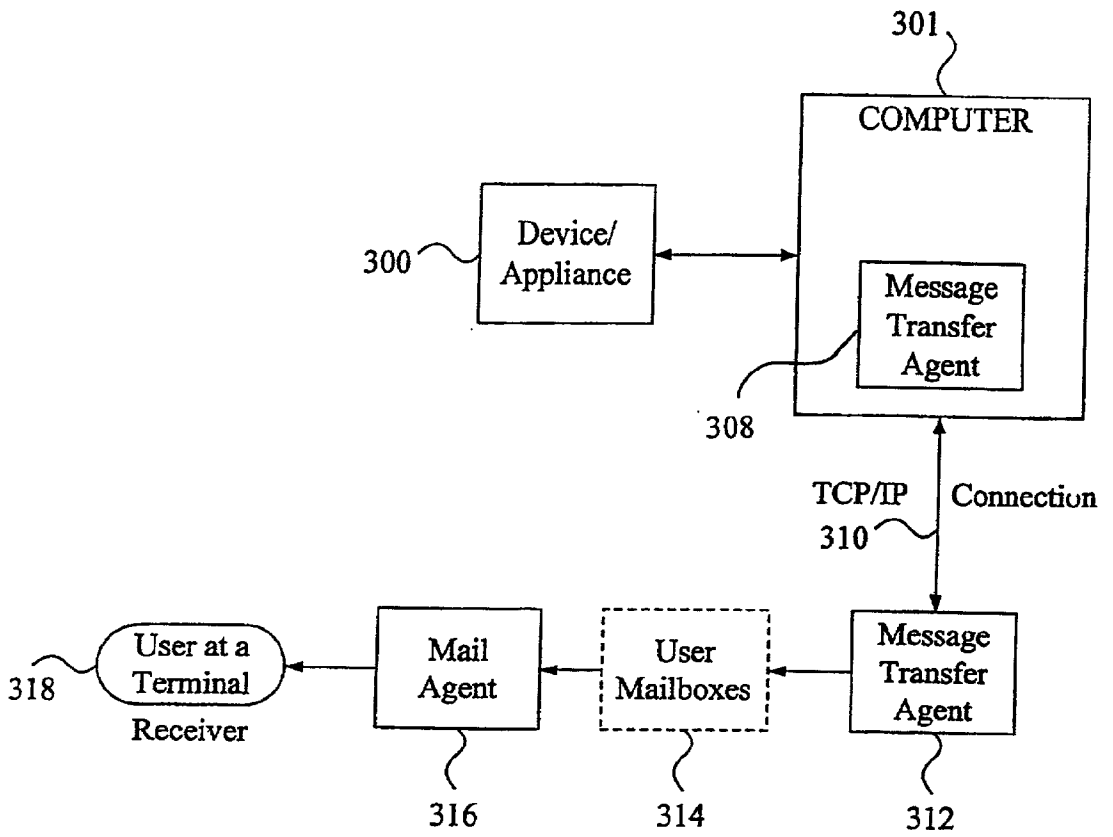 301
COMPUTER
Device/
Appliance
300
Message
Transfer
Agent
308
TCP/IP Connection
310
User at a
Terminal
318
Receiver
Mail
Agent
316
User
Mailboxes
314
Message
Transfer
Agent
312